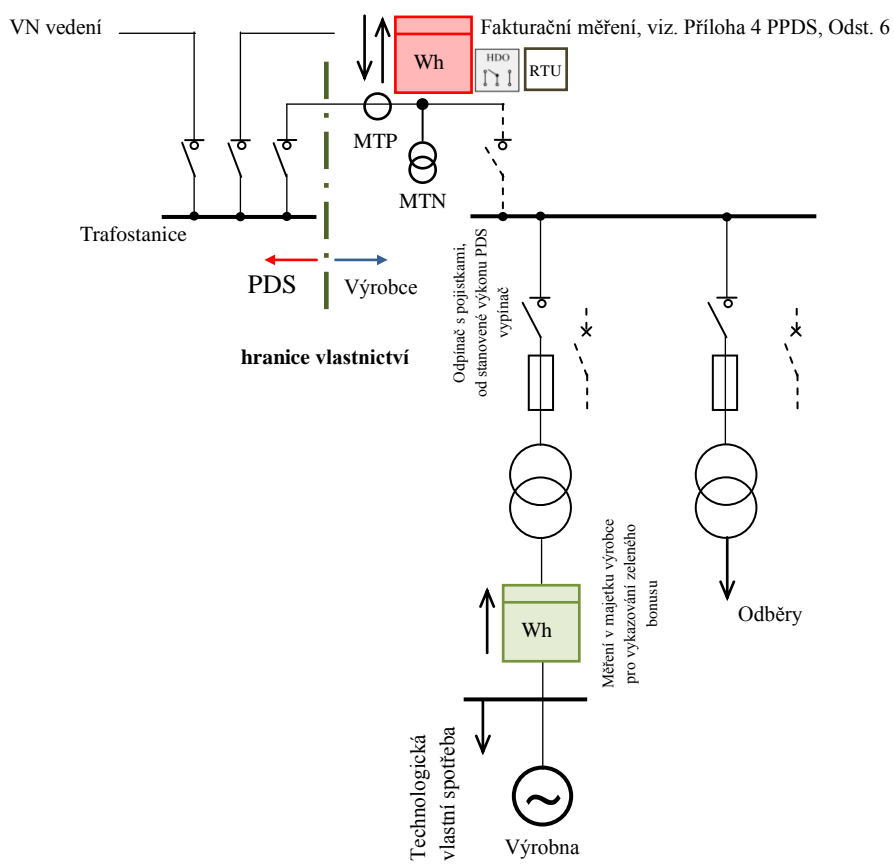 VN vedení
Fakturační měření, viz. Příloha 4 PPDS, Odst. 6
Wh
HDO
RTU
MTP
MTN
Trafostanice
PDS
Výrobce
hranice vlastnictví
Odpínač s pojistkami,
od stanovené výkonu PDS
vypínač
Wh
Měření v majetku výrobce
pro vykazování zeleného
bonusu
Odběry
Technologická
vlastní spotřeba
Výrobna